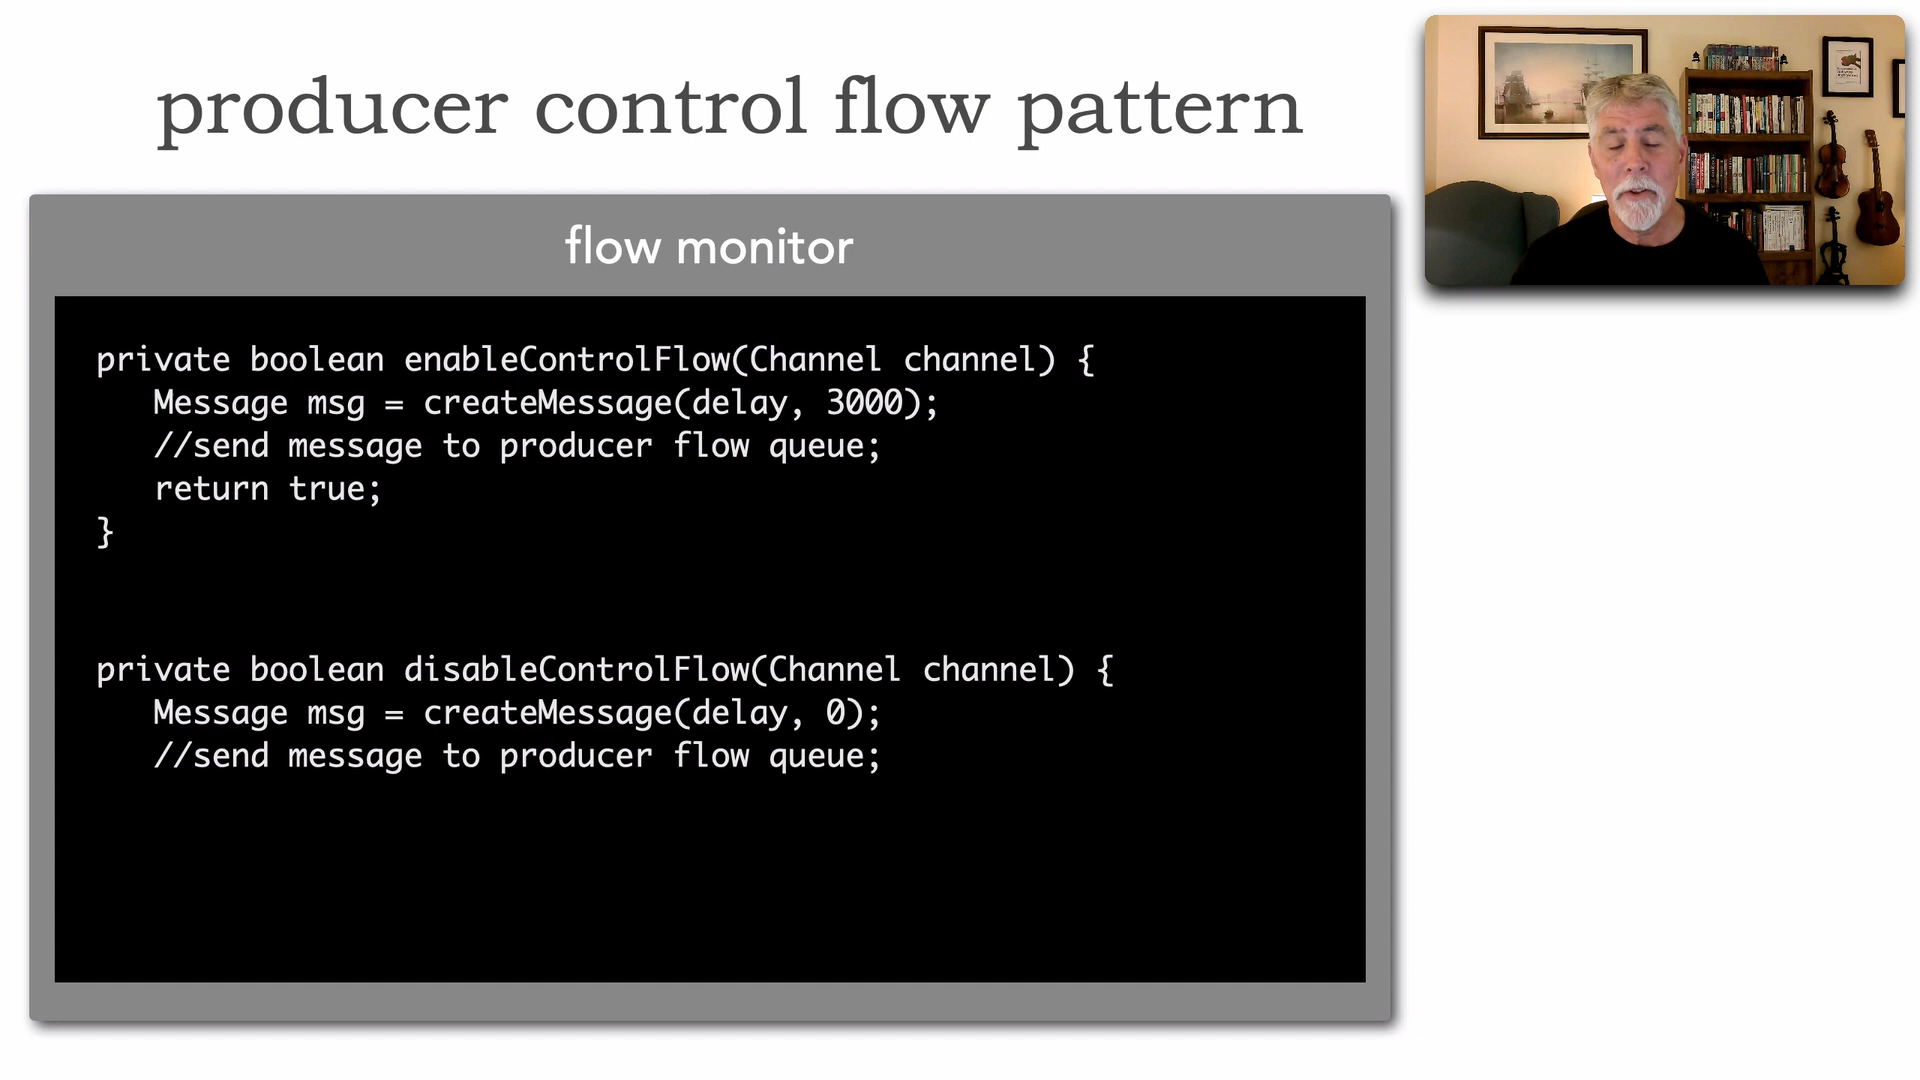 producer control flow pattern
flow monitor
private boolean enableControlFlow(Channel channel) {
   Message msg = createMessage(delay, 3000);
   //send message to producer flow queue;
   return true;
}
private boolean disableControlFlow(Channel channel) {
   Message msg = createMessage(delay, 0);
   //send message to producer flow queue;